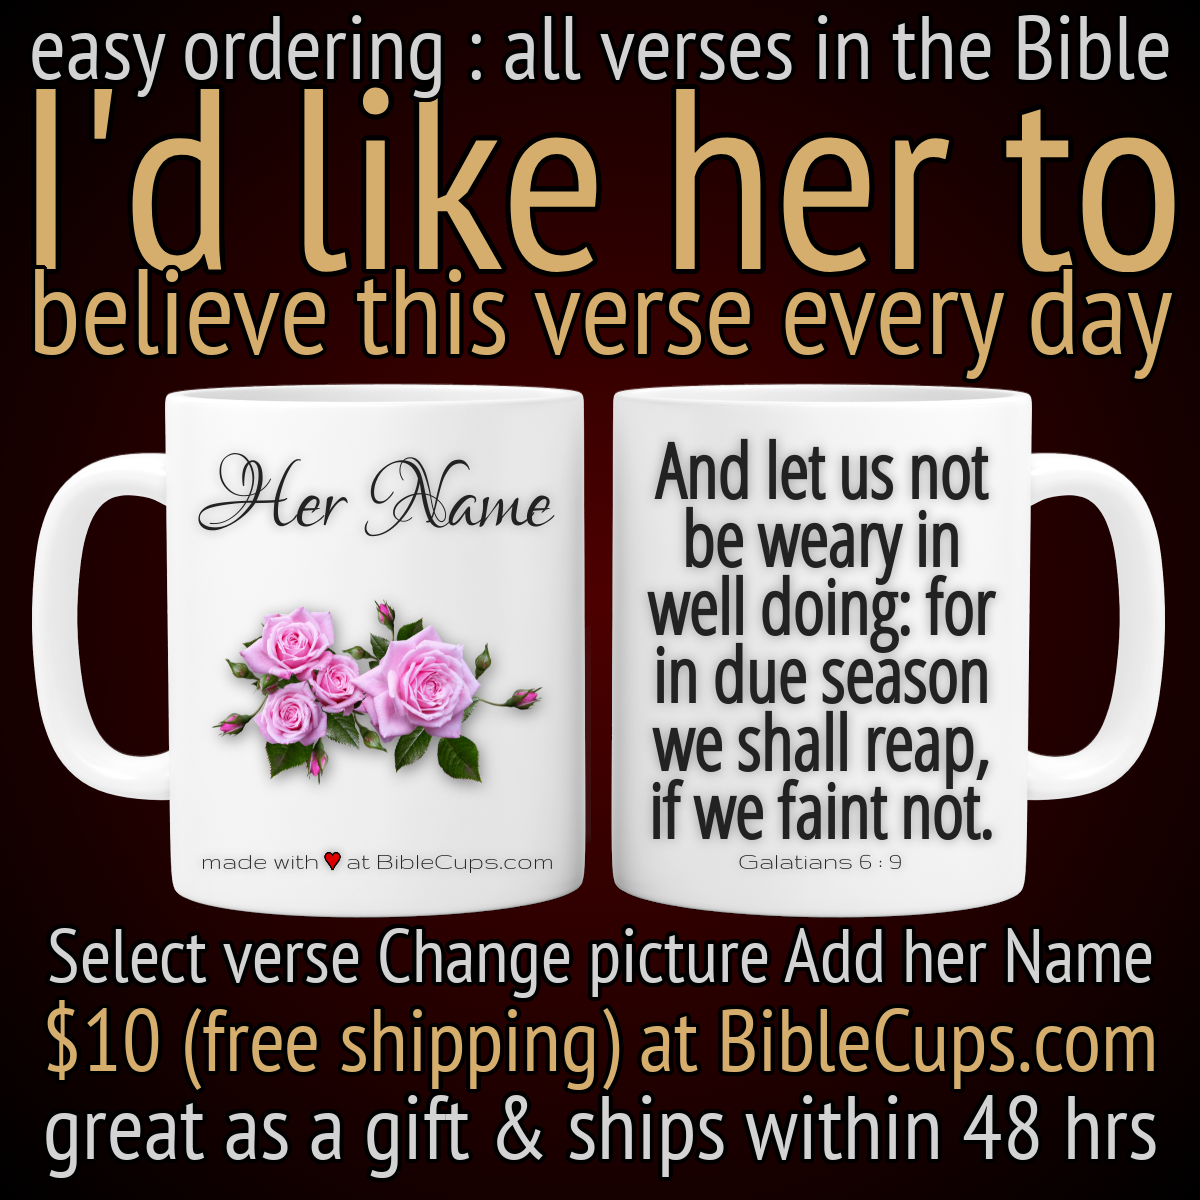 easy ordering : all verses in the Bible
I'd like her to
believe this verse every day
Her Name
made with ♥ at BibleCups.com
And let us not
be weary in
well doing: for
in due season
we shall reap,
if we faint not.
Galatians 6 : 9
Select verse Change picture Add her Name
$10 (free shipping) at BibleCups.com
great as a gift & ships within 48 hrs